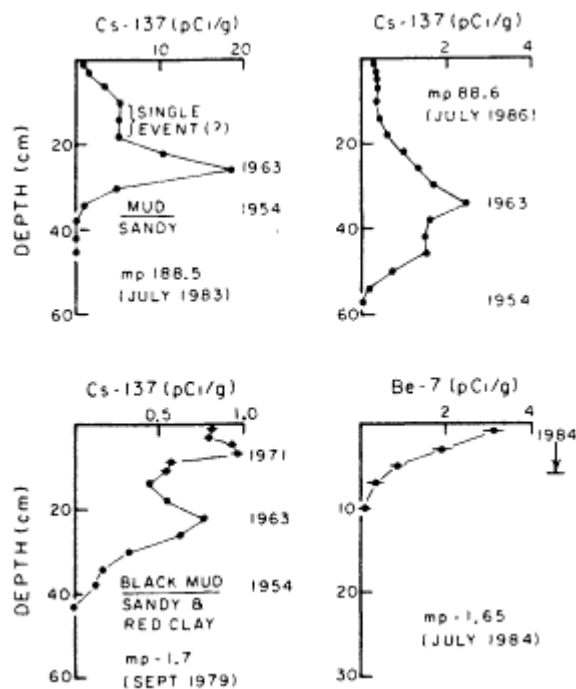 Cs-137 (pCi/g)
10 20
SINGLE
EVENT (?)
20
1963
MUD
SANDY
1954
40
mp 188.5
(JULY 1983)
60
DEPTH (cm)
Cs-137 (pCi/g)
2 4
mp 88.6
(JULY 1986)
20
1963
40
1954
60
DEPTH (cm)
Cs-137 (pCi/g)
0.5 1.0
1971
20
1963
40
BLACK MUD
SANDY &
RED CLAY
1954
mp-1.7
(SEPT 1979)
60
DEPTH (cm)
Be-7 (pCi/g)
2 4
1984
10
20
mp-1.65
(JULY 1984)
30